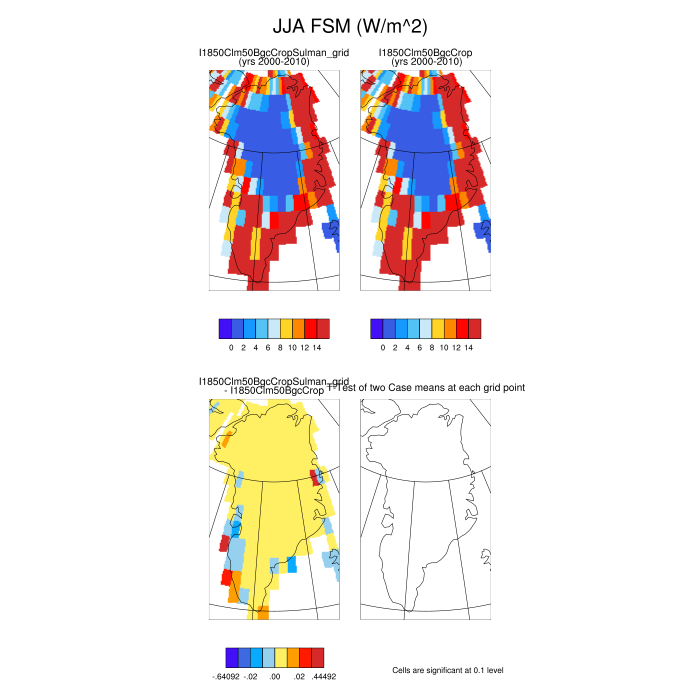 JJA FSM (W/m^2)
I1850Clm50BgcCropSulman_grid
(yrs 2000-2010)
I1850Clm50BgcCrop
(yrs 2000-2010)
0 2 4 6 8 10 12 14
0 2 4 6 8 10 12 14
I1850Clm50BgcCropSulman_grid
- I1850Clm50BgcCrop
T-Test of two Case means at each grid point
-.64092 -.02 .00 .02 .44492
Cells are significant at 0.1 level